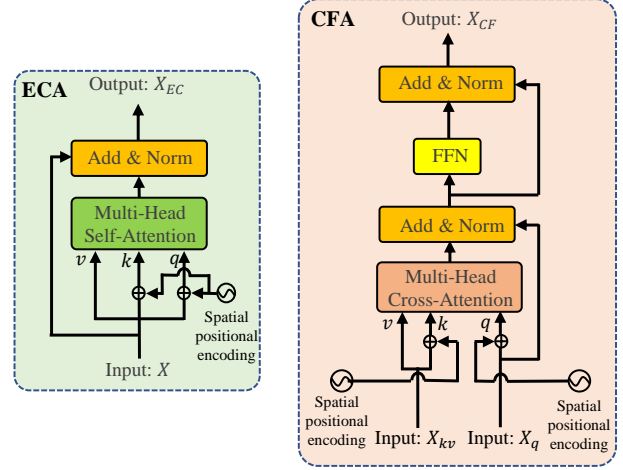 ECA
Output: X_EC
Add & Norm
Multi-Head
Self-Attention
v
k
q
Spatial
positional
encoding
Input: X
CFA
Output: X_CF
Add & Norm
FFN
Add & Norm
Multi-Head
Cross-Attention
v
k
q
Spatial
positional
encoding
Input: X_kv
Input: X_q
Spatial
positional
encoding